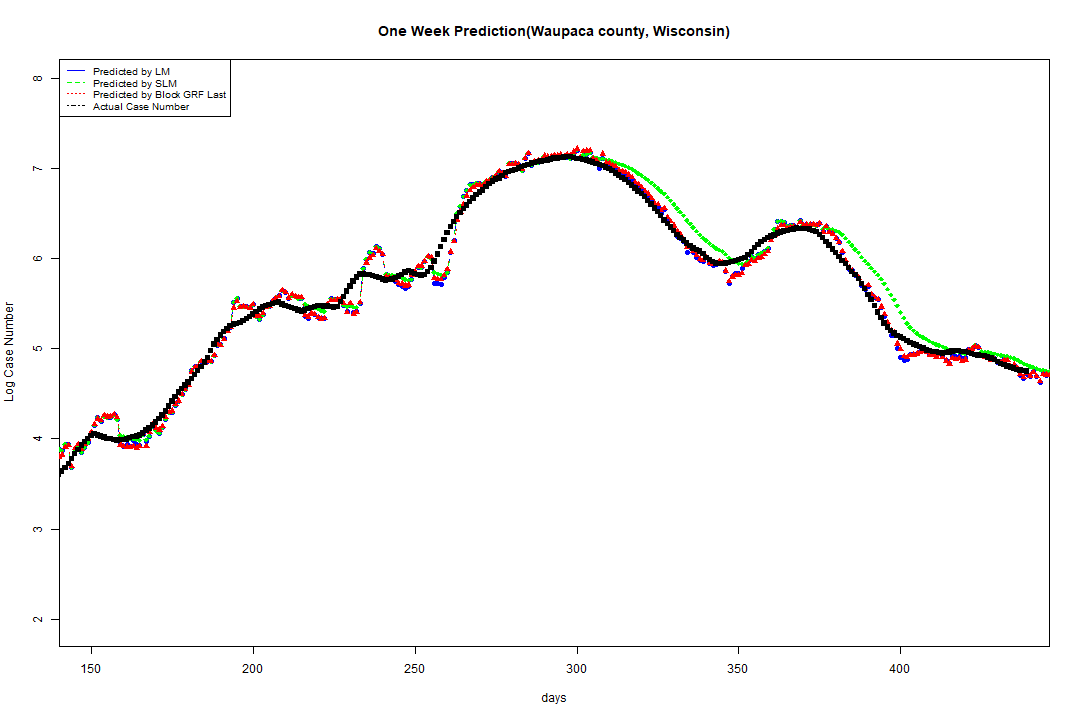 One Week Prediction(Waupaca county, Wisconsin)
Predicted by LM
Predicted by SLM
Predicted by Block GRF Last
Actual Case Number
8
7
6
5
4
3
2
Log Case Number
150 200 250 300 350 400
days